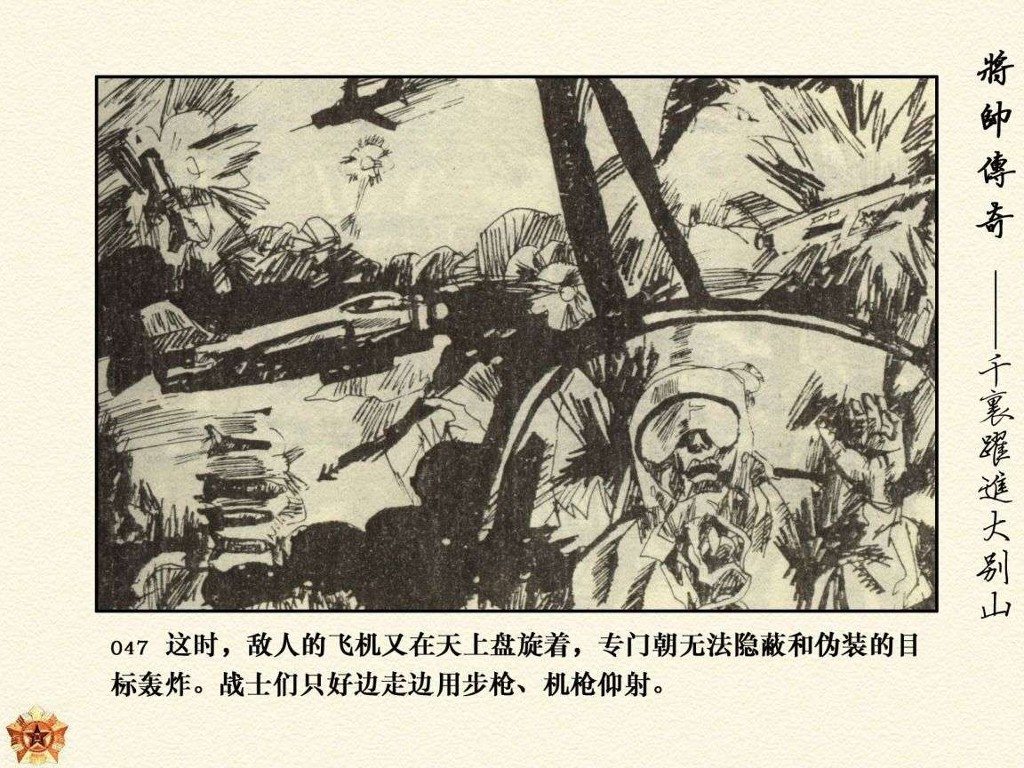 將帥傳奇——千裏躍進大别山
047 这时，敌人的飞机又在天上盘旋着，专门朝无法隐蔽和伪装的目
标轰炸。战士们只好边走边用步枪、机枪仰射。